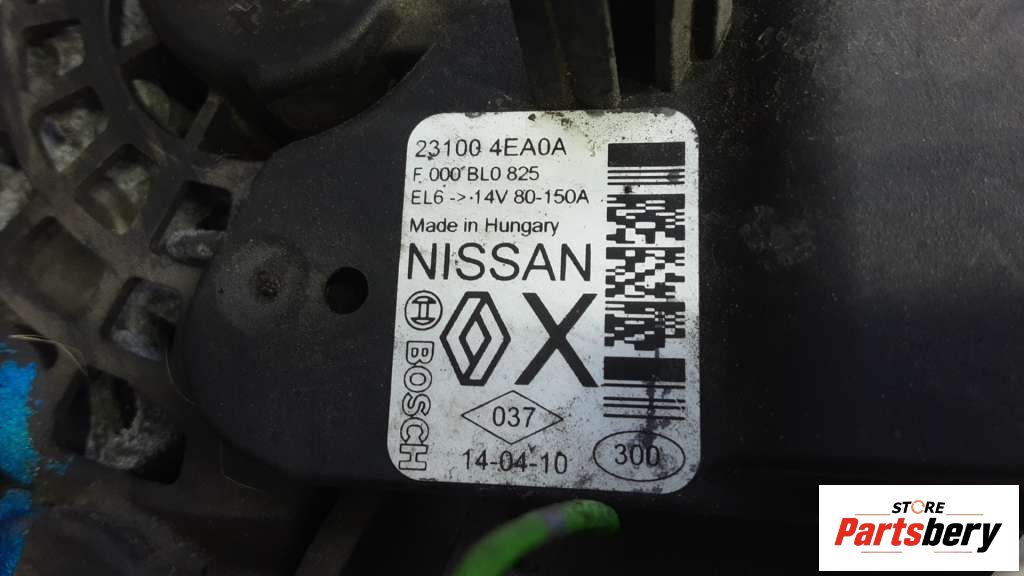 23100 4EA0A
F 000 BL0 825
EL6 -> 14V 80-150A
Made in Hungary
NISSAN
X
BOSCH
037
14-04-10
300
STORE
Partsbery